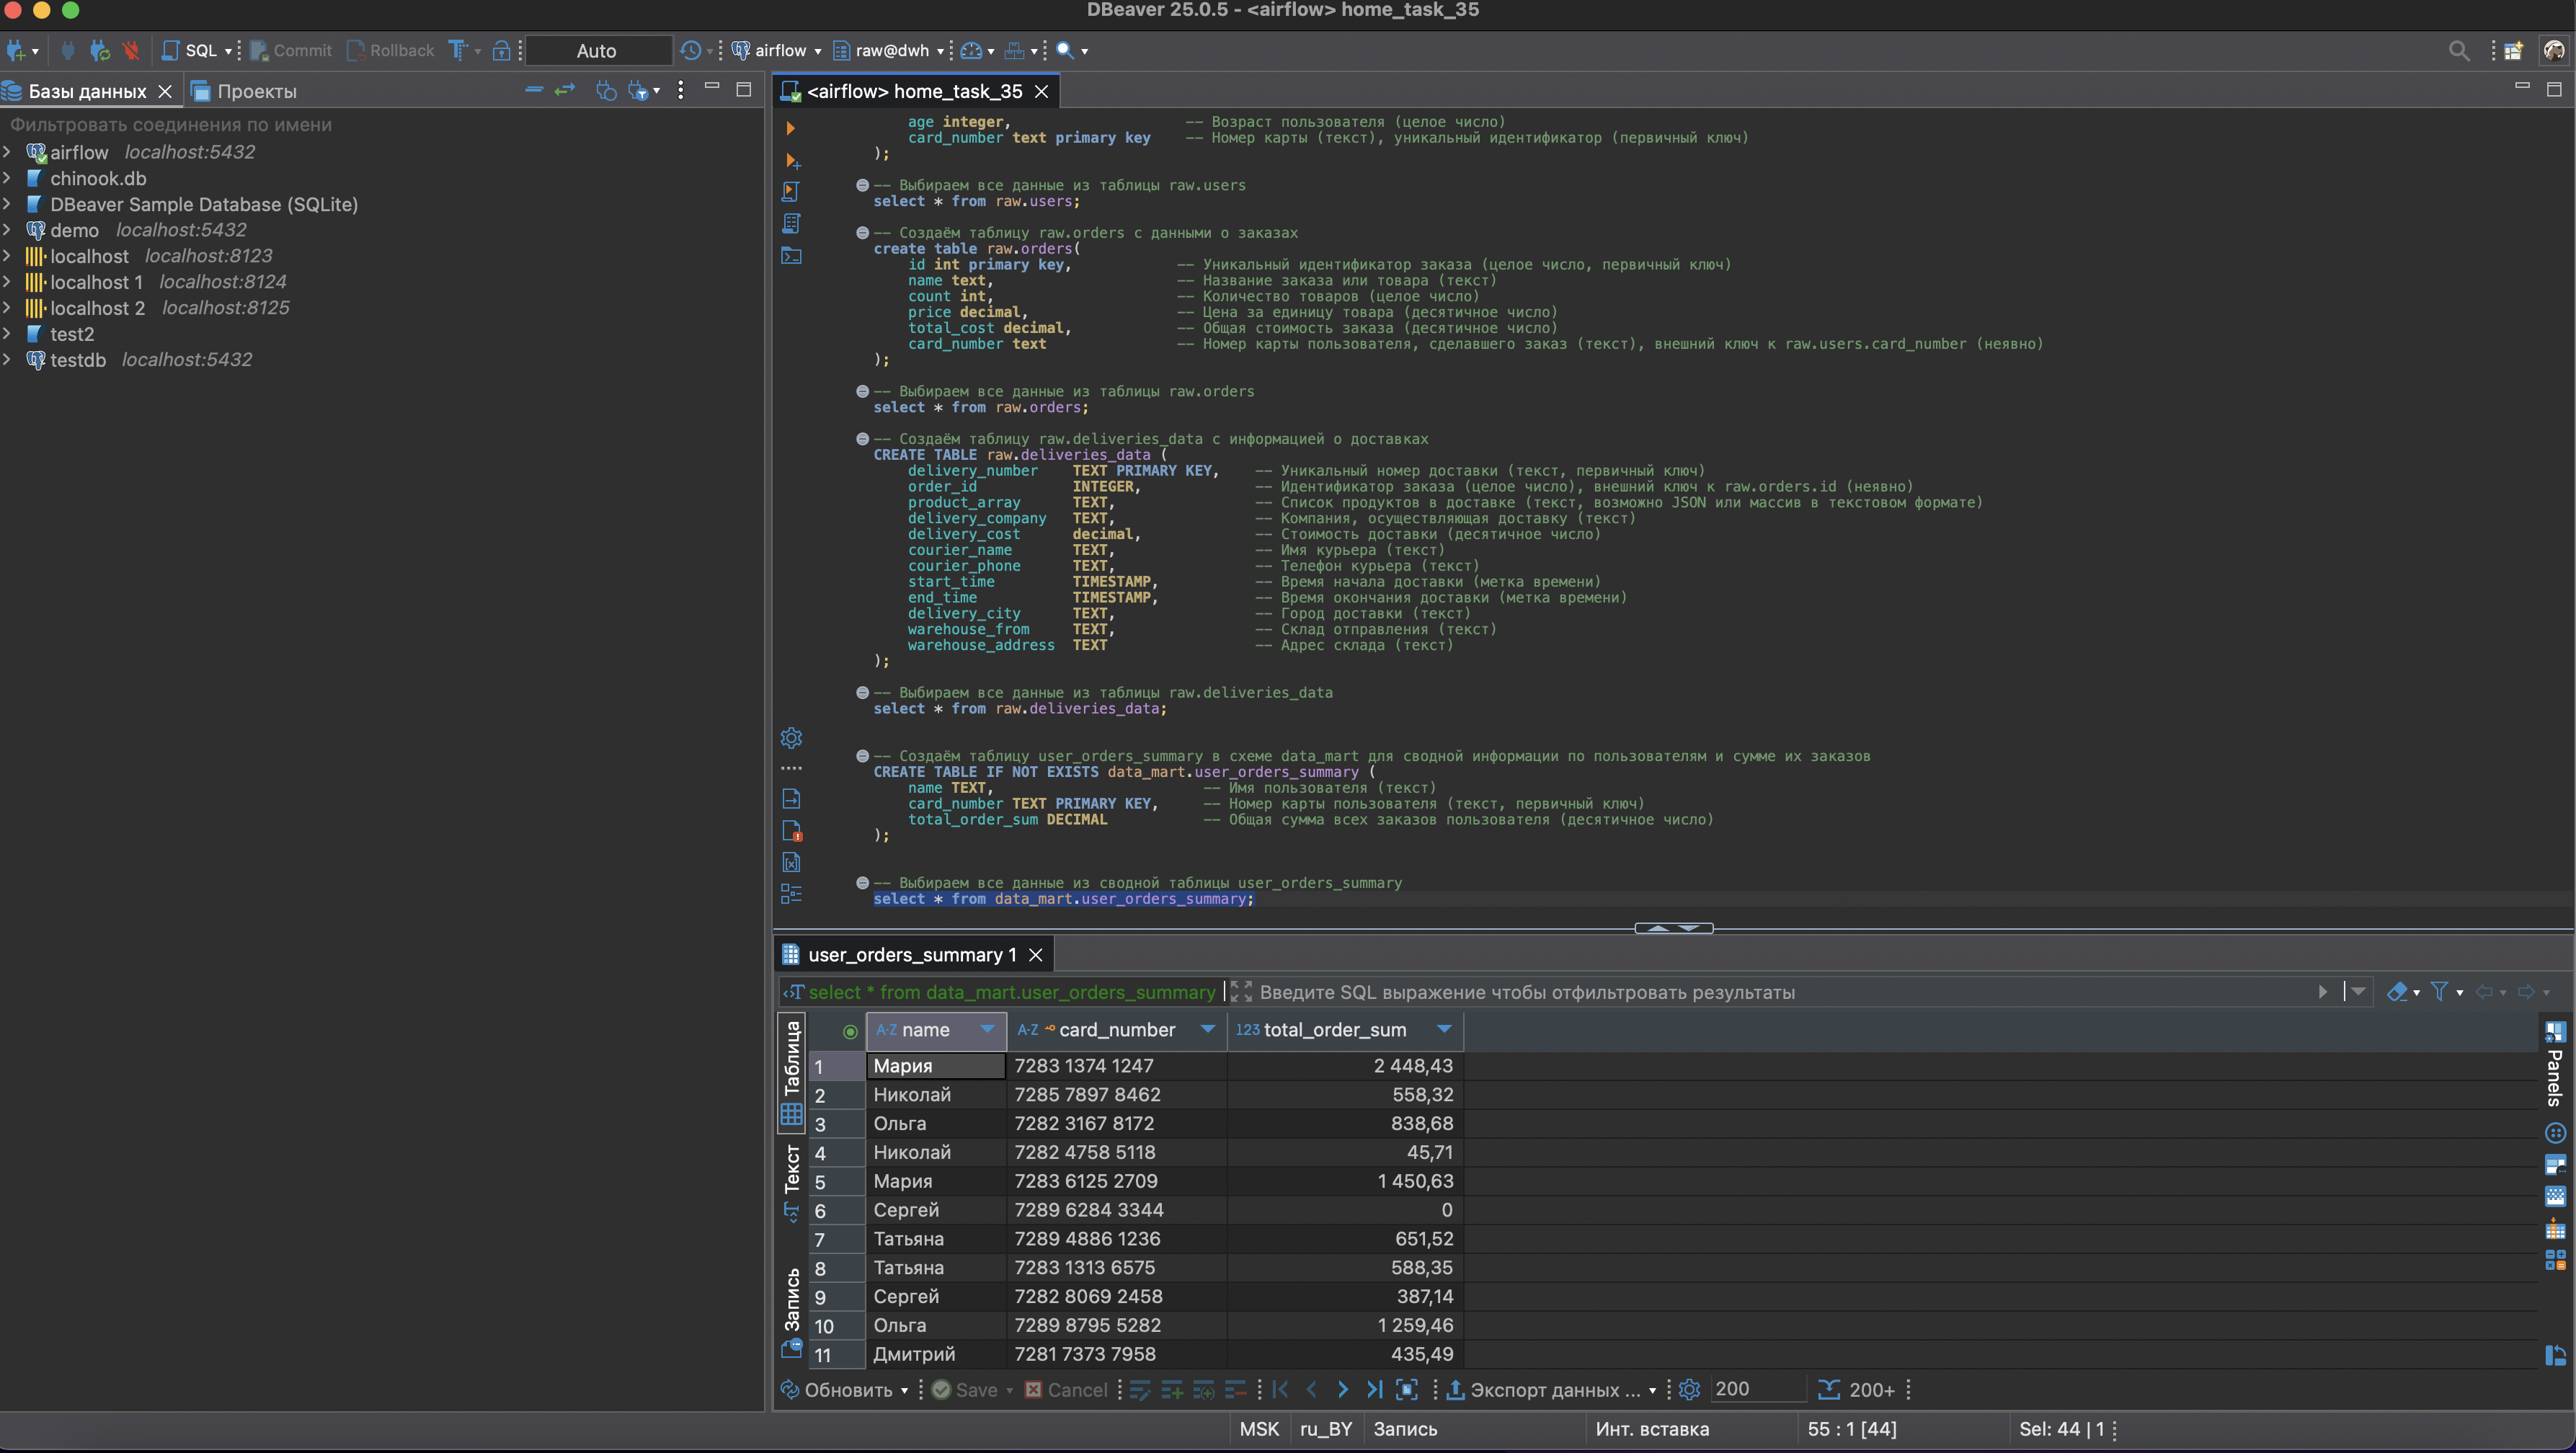 DBeaver 25.0.5 - <airflow> home_task_35
SQL Commit Rollback Auto airflow raw@dwh
Базы данных Проекты
Фильтровать соединения по имени
airflow localhost:5432
chinook.db
DBeaver Sample Database (SQLite)
demo localhost:5432
localhost localhost:8123
localhost 1 localhost:8124
localhost 2 localhost:8125
test2
testdb localhost:5432
<airflow> home_task_35
age integer, -- Возраст пользователя (целое число)
card_number text primary key -- Номер карты (текст), уникальный идентификатор (первичный ключ)
);
-- Выбираем все данные из таблицы raw.users
select * from raw.users;
-- Создаём таблицу raw.orders с данными о заказах
create table raw.orders(
id int primary key, -- Уникальный идентификатор заказа (целое число, первичный ключ)
name text, -- Название заказа или товара (текст)
count int, -- Количество товаров (целое число)
price decimal, -- Цена за единицу товара (десятичное число)
total_cost decimal, -- Общая стоимость заказа (десятичное число)
card_number text -- Номер карты пользователя, сделавшего заказ (текст), внешний ключ к raw.users.card_number (неявно)
);
-- Выбираем все данные из таблицы raw.orders
select * from raw.orders;
-- Создаём таблицу raw.deliveries_data с информацией о доставках
CREATE TABLE raw.deliveries_data (
delivery_number TEXT PRIMARY KEY, -- Уникальный номер доставки (текст, первичный ключ)
order_id INTEGER, -- Идентификатор заказа (целое число), внешний ключ к raw.orders.id (неявно)
product_array TEXT, -- Список продуктов в доставке (текст, возможно JSON или массив в текстовом формате)
delivery_company TEXT, -- Компания, осуществляющая доставку (текст)
delivery_cost decimal, -- Стоимость доставки (десятичное число)
courier_name TEXT, -- Имя курьера (текст)
courier_phone TEXT, -- Телефон курьера (текст)
start_time TIMESTAMP, -- Время начала доставки (метка времени)
end_time TIMESTAMP, -- Время окончания доставки (метка времени)
delivery_city TEXT, -- Город доставки (текст)
warehouse_from TEXT, -- Склад отправления (текст)
warehouse_address TEXT -- Адрес склада (текст)
);
-- Выбираем все данные из таблицы raw.deliveries_data
select * from raw.deliveries_data;
-- Создаём таблицу user_orders_summary в схеме data_mart для сводной информации по пользователям и сумме их заказов
CREATE TABLE IF NOT EXISTS data_mart.user_orders_summary (
name TEXT, -- Имя пользователя (текст)
card_number TEXT PRIMARY KEY, -- Номер карты пользователя (текст, первичный ключ)
total_order_sum DECIMAL -- Общая сумма всех заказов пользователя (десятичное число)
);
-- Выбираем все данные из сводной таблицы user_orders_summary
select * from data_mart.user_orders_summary;
user_orders_summary 1
select * from data_mart.user_orders_summary Введите SQL выражение чтобы отфильтровать результаты
Таблица
Текст
Запись
A-Z name A-Z card_number 123 total_order_sum
1 Мария 7283 1374 1247 2 448,43
2 Николай 7285 7897 8462 558,32
3 Ольга 7282 3167 8172 838,68
4 Николай 7282 4758 5118 45,71
5 Мария 7283 6125 2709 1 450,63
6 Сергей 7289 6284 3344 0
7 Татьяна 7289 4886 1236 651,52
8 Татьяна 7283 1313 6575 588,35
9 Сергей 7282 8069 2458 387,14
10 Ольга 7289 8795 5282 1 259,46
11 Дмитрий 7281 7373 7958 435,49
Panels
Обновить Save Cancel Экспорт данных ... 200 200+
MSK ru_BY Запись Инт. вставка 55 : 1 [44] Sel: 44 | 1